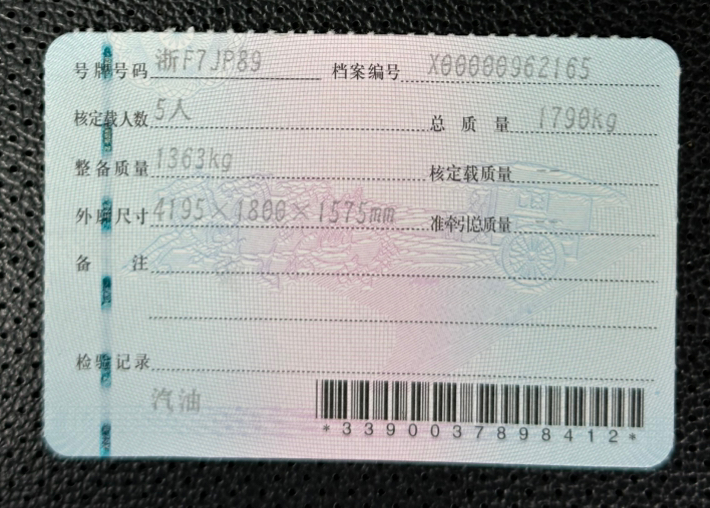 号牌号码 浙F7JP89 档案编号 X00000962165
核定载人数 5人 总质量 1790kg
整备质量 1363kg 核定载质量
外廓尺寸 4195×1800×1575mm 准牵引总质量
备注
检验记录
汽油
*3390037898412*